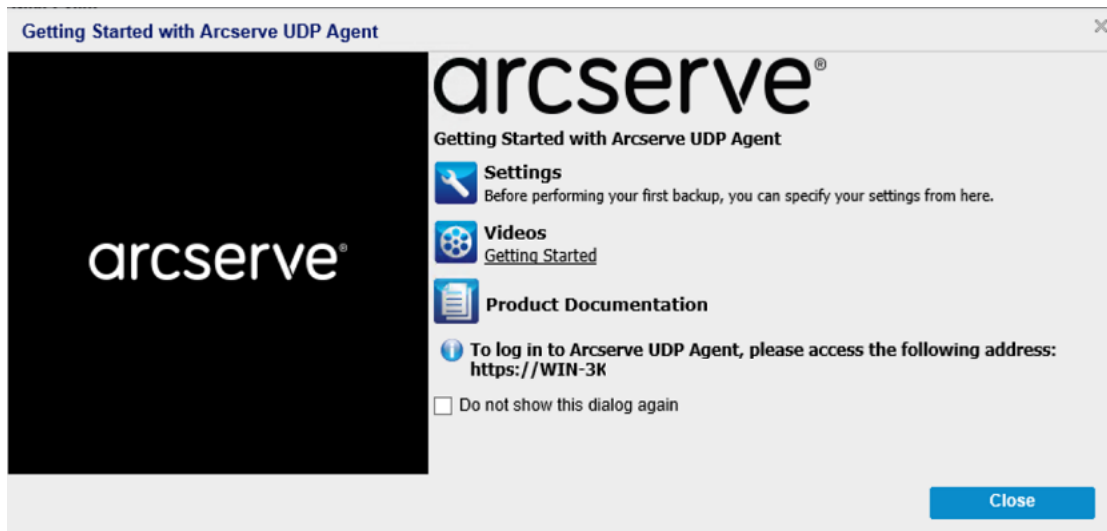 Getting Started with Arcserve UDP Agent
arcserve®
arcserve®
Getting Started with Arcserve UDP Agent
Settings
Before performing your first backup, you can specify your settings from here.
Videos
Getting Started
Product Documentation
To log in to Arcserve UDP Agent, please access the following address:
https://WIN-3K
Do not show this dialog again
Close